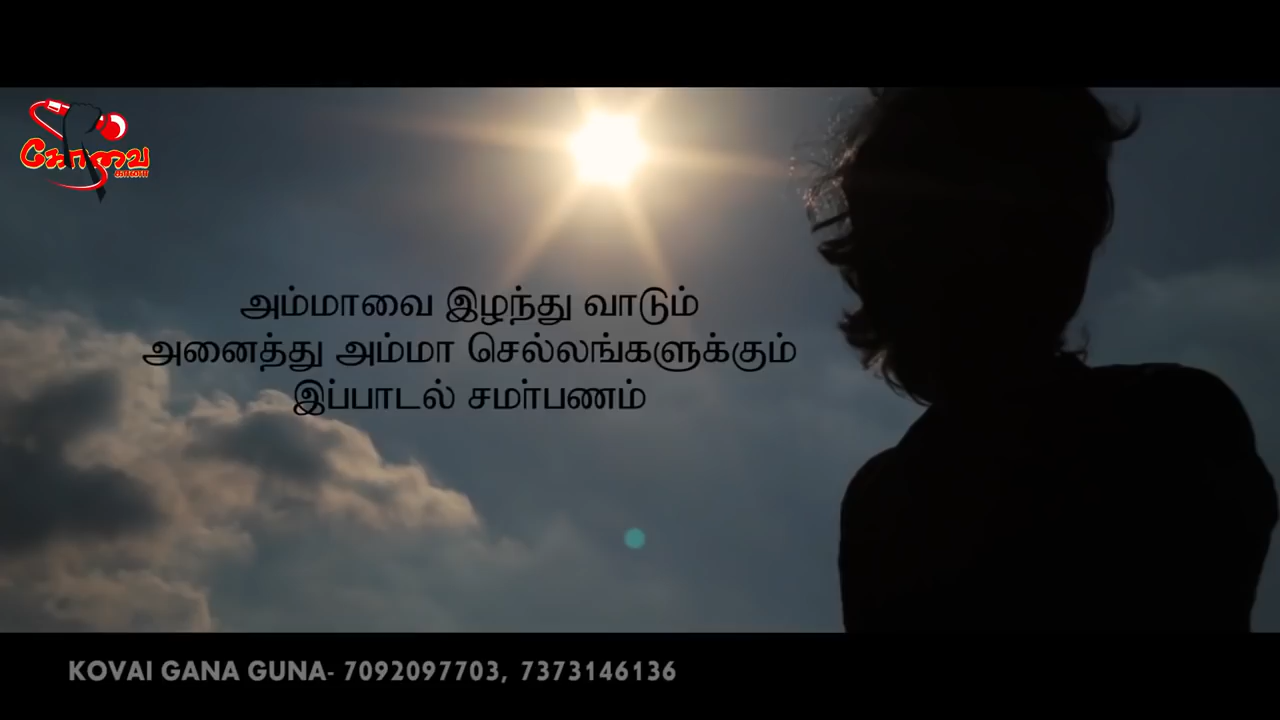 கோவை
கானா
அம்மாவை இழந்து வாடும்
அனைத்து அம்மா செல்லங்களுக்கும்
இப்பாடல் சமர்பணம்
KOVAI GANA GUNA- 7092097703, 7373146136